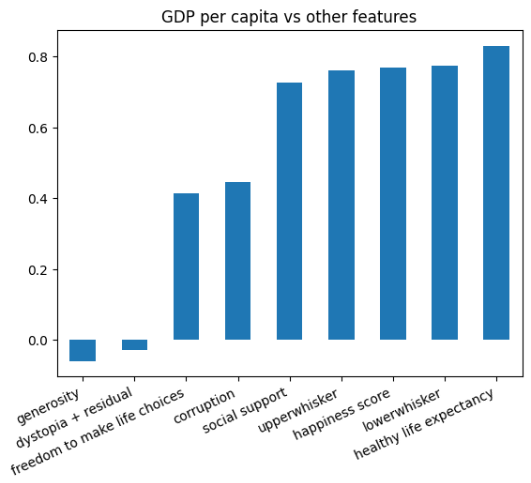 GDP per capita vs other features
0.8
0.6
0.4
0.2
0.0
generosity
dystopia + residual
freedom to make life choices
corruption
social support
upperwhisker
happiness score
lowerwhisker
healthy life expectancy